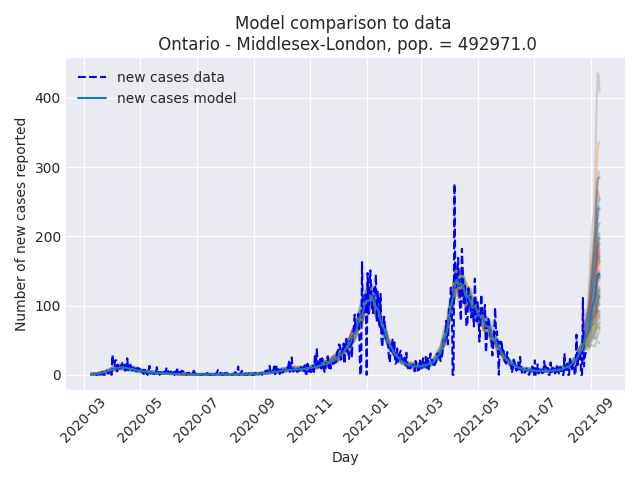 Model comparison to data
Ontario - Middlesex-London, pop. = 492971.0
new cases data
new cases model
Number of new cases reported
400
300
200
100
0
2020-03
2020-05
2020-07
2020-09
2020-11
2021-01
2021-03
2021-05
2021-07
2021-09
Day